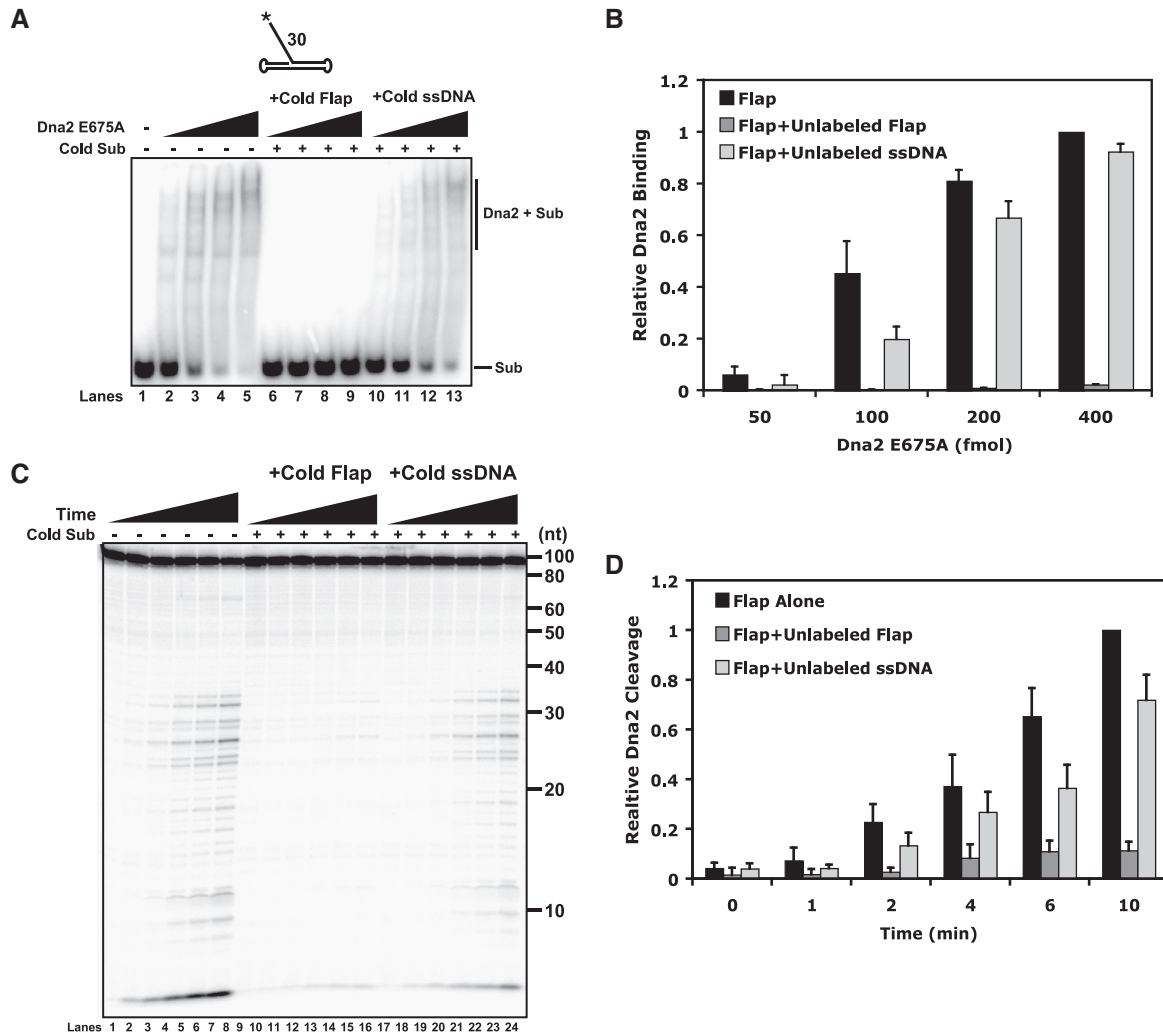 A
*
30
+Cold Flap +Cold ssDNA
Dna2 E675A -
Cold Sub + + + + + + + +
Dna2 + Sub
Sub
Lanes 1 2 3 4 5 6 7 8 9 10 11 12 13
B
1.2
1
0.8
0.6
0.4
0.2
0
Relative Dna2 Binding
Flap
Flap+Unlabeled Flap
Flap+Unlabeled ssDNA
50 100 200 400
Dna2 E675A (fmol)
C
+Cold Flap +Cold ssDNA
Time
Cold Sub - - - - - - + + + + + + + + + + + + (nt)
100
80
60
50
40
30
20
10
Lanes 1 2 3 4 5 6 7 8 9 10 11 12 13 14 15 16 17 18 19 20 21 22 23 24
D
1.2
1
0.8
0.6
0.4
0.2
0
Realtive Dna2 Cleavage
Flap Alone
Flap+Unlabeled Flap
Flap+Unlabeled ssDNA
0 1 2 4 6 10
Time (min)